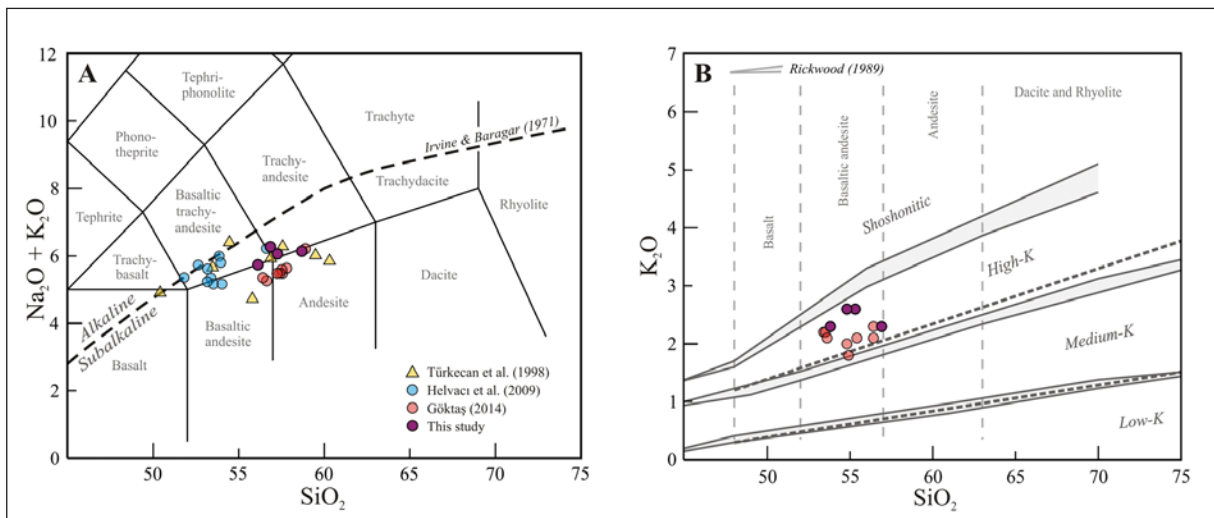 A
12
10
8
6
4
2
0
Na₂O + K₂O
Tephri-
phonolite
Phono-
theprite
Trachyte
Irvine & Baragar (1971)
Trachy-
andesite
Trachydacite
Basaltic
trachy-
andesite
Tephrite
Rhyolite
Trachy-
basalt
Dacite
Andesite
Alkaline
Subalkaline
Basaltic
andesite
Basalt
Türkecan et al. (1998)
Helvacı et al. (2009)
Göktaş (2014)
This study
50
55
60
65
70
75
SiO₂
B
7
6
5
4
3
2
1
0
K₂O
Rickwood (1989)
Dacite and Rhyolite
Andesite
Basaltic andesite
Basalt
Shoshonitic
High-K
Medium-K
Low-K
50
55
60
65
70
75
SiO₂